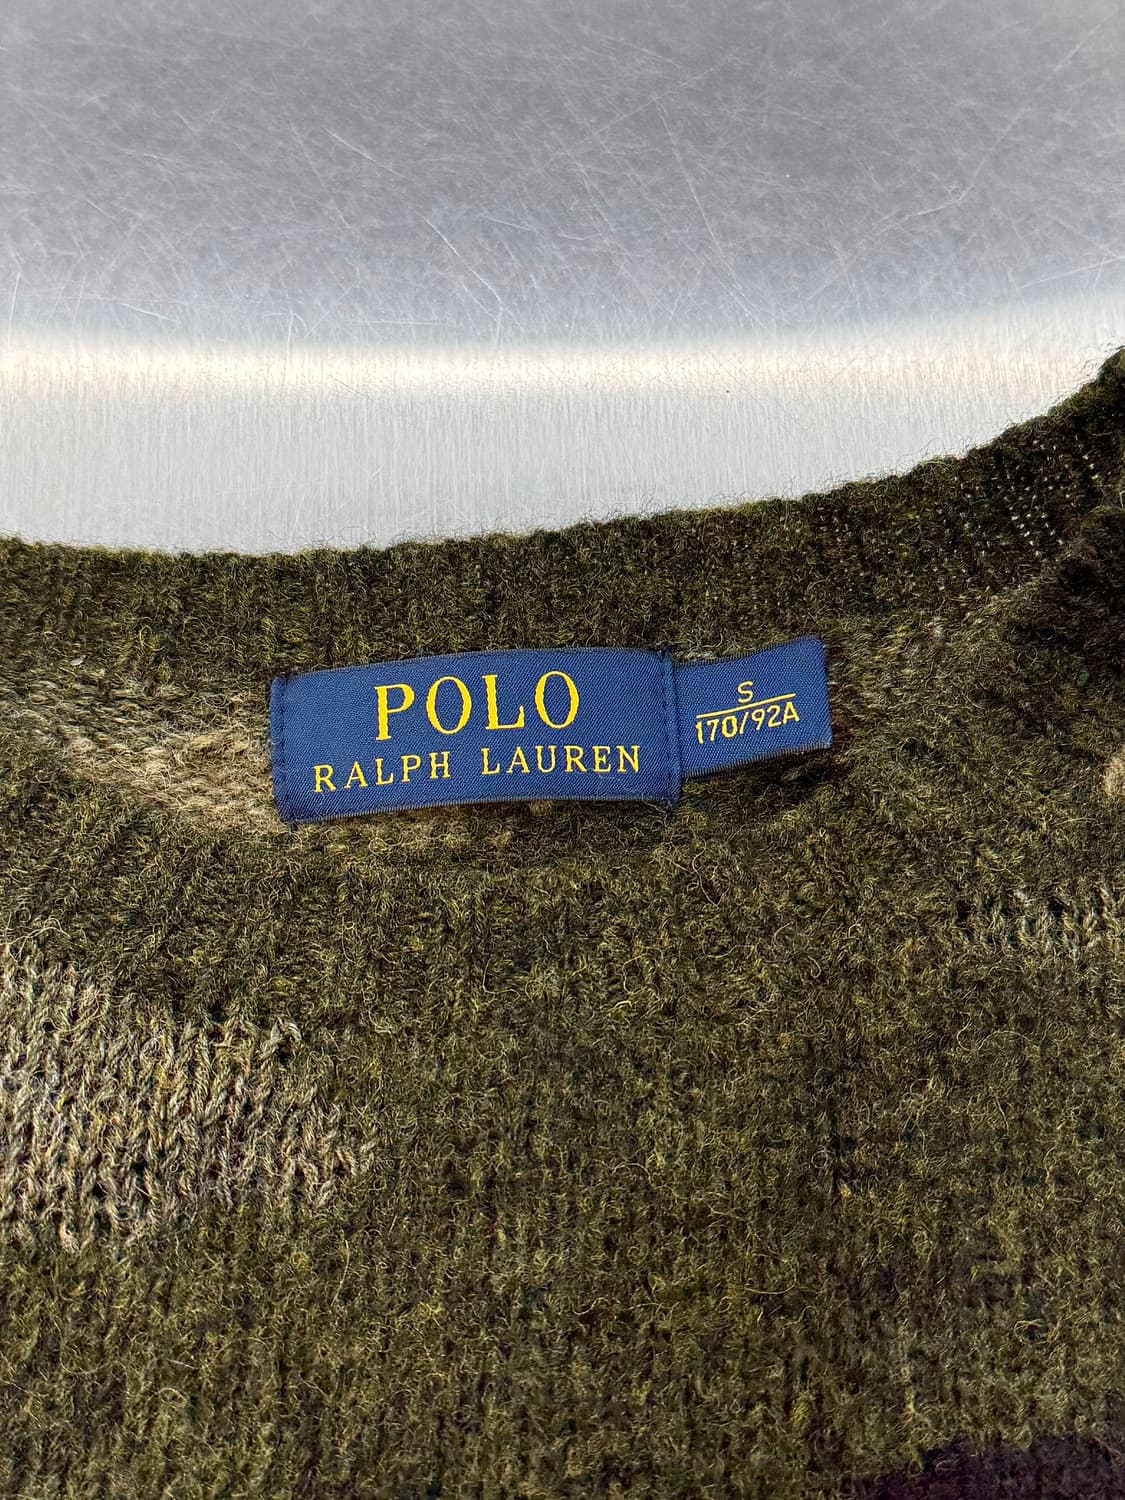 POLO
RALPH LAUREN
S
170/92A